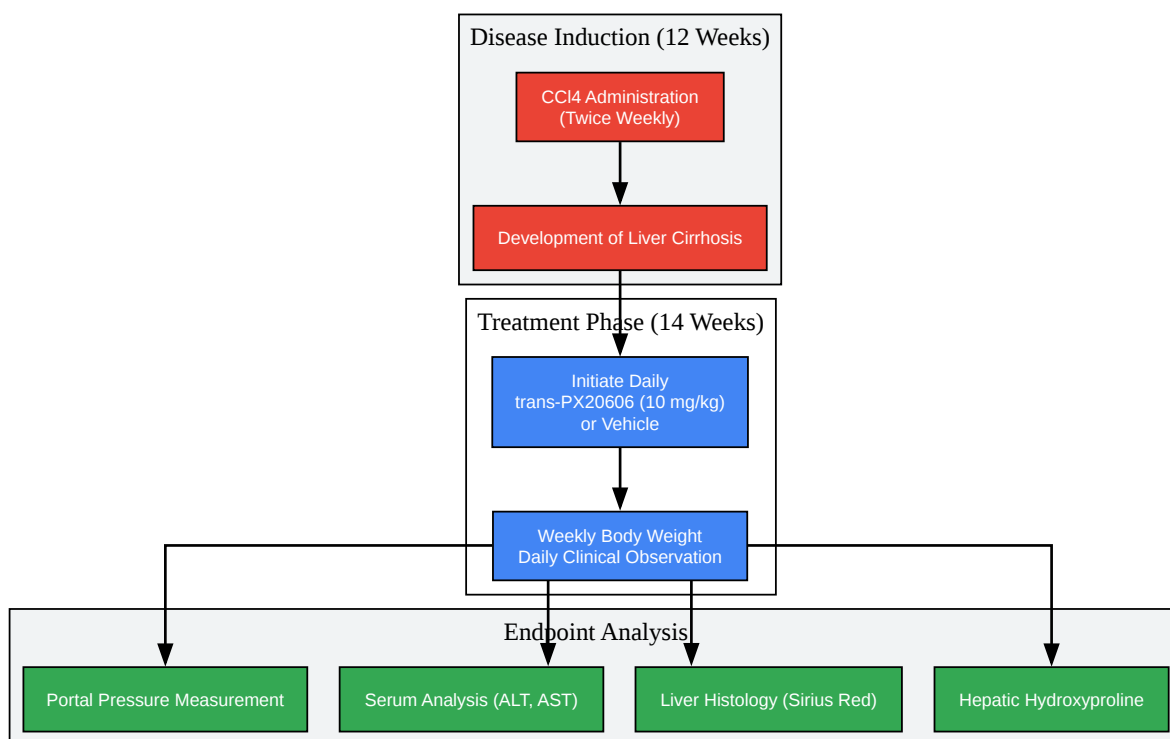 Disease Induction (12 Weeks)
CCl4 Administration
(Twice Weekly)
Development of Liver Cirrhosis
Treatment Phase (14 Weeks)
Initiate Daily
trans-PX20606 (10 mg/kg)
or Vehicle
Weekly Body Weight
Daily Clinical Observation
Endpoint Analysis
Portal Pressure Measurement
Serum Analysis (ALT, AST)
Liver Histology (Sirius Red)
Hepatic Hydroxyproline